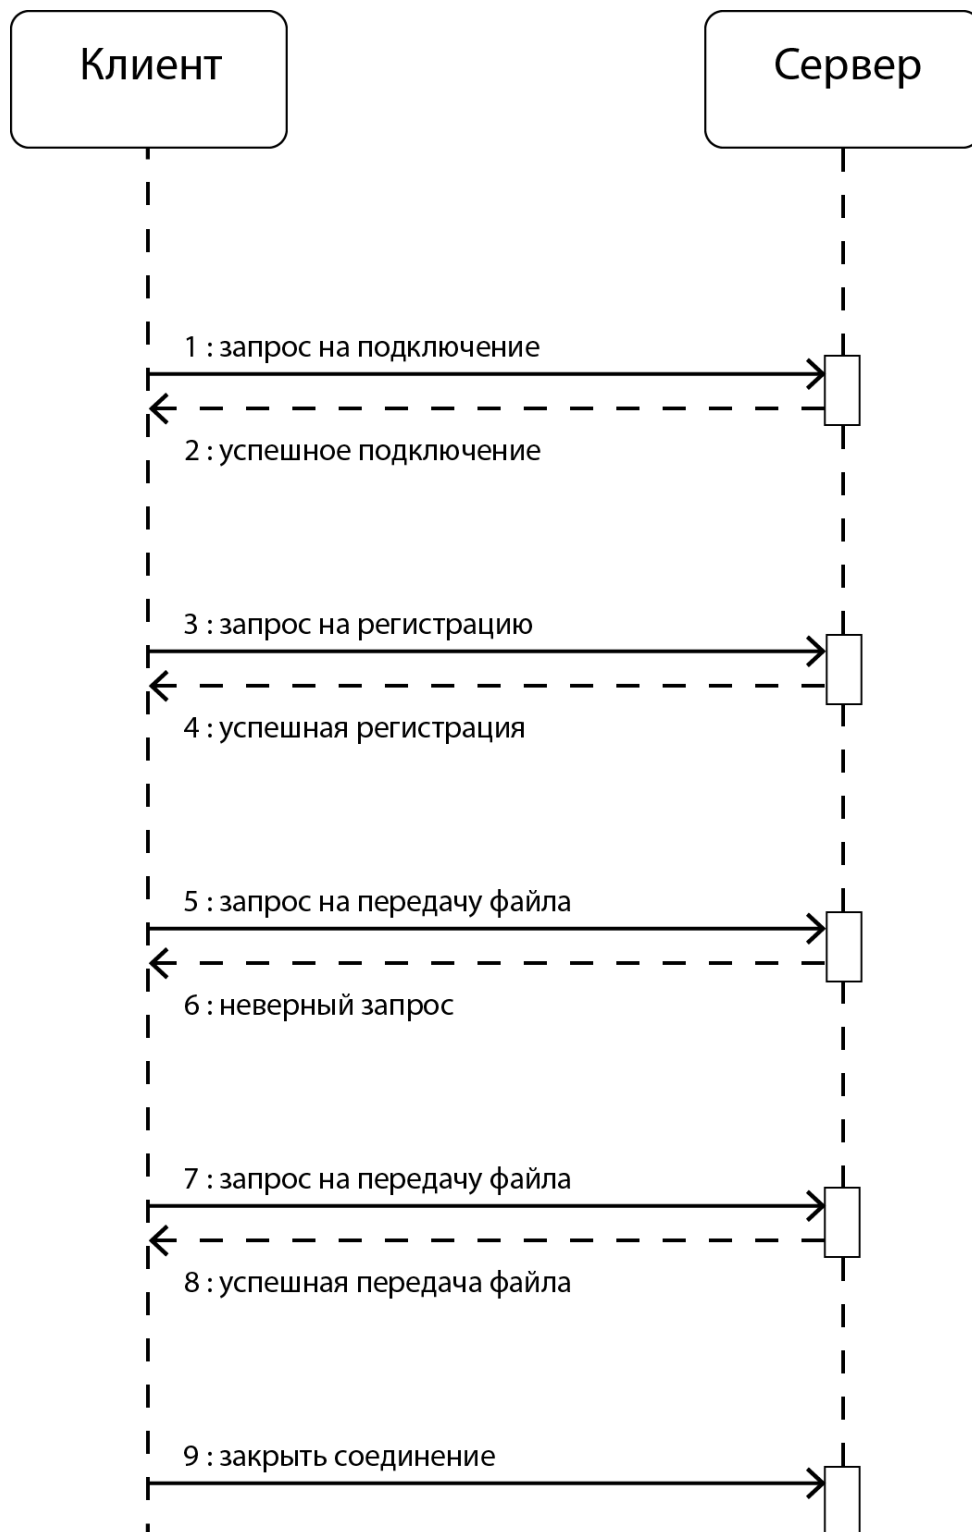 Клиент
Сервер
1 : запрос на подключение
2 : успешное подключение
3 : запрос на регистрацию
4 : успешная регистрация
5 : запрос на передачу файла
6 : неверный запрос
7 : запрос на передачу файла
8 : успешная передача файла
9 : закрыть соединение